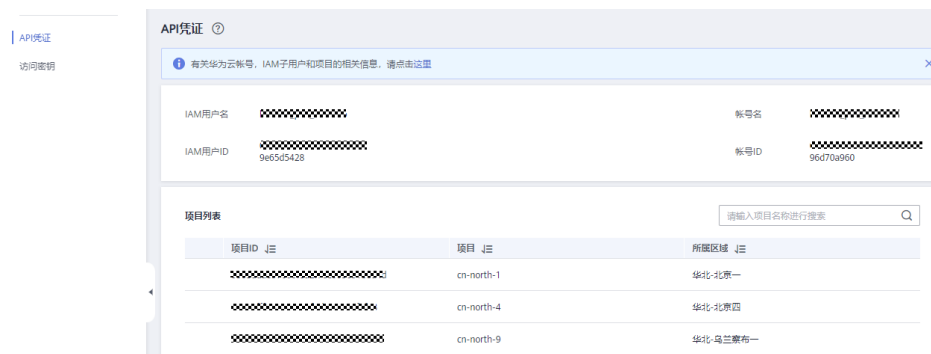 API凭证
访问密钥
API凭证
有关华为云帐号，IAM子用户和项目的相关信息，请点击这里
IAM用户名
帐号名
IAM用户ID
9e65d5428
帐号ID
96d70a960
项目列表
请输入项目名称进行搜索
项目ID 项目 所属区域
cn-north-1 华北-北京一
cn-north-4 华北-北京四
cn-north-9 华北-乌兰察布一